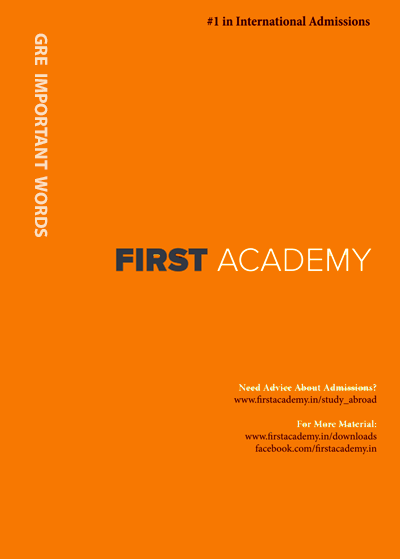 #1 in International Admissions
GRE IMPORTANT WORDS
FIRST ACADEMY
Need Advice About Admissions?
www.firstacademy.in/study_abroad
For More Material:
www.firstacademy.in/downloads
facebook.com/firstacademy.in